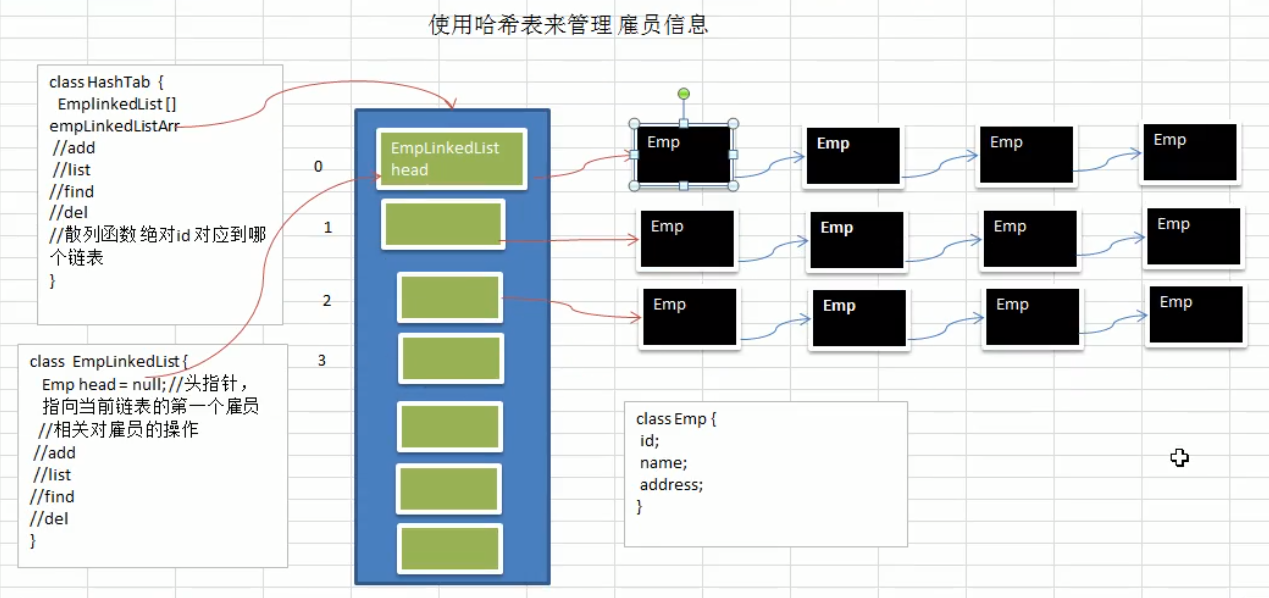 使用哈希表来管理 雇员信息
class HashTab {
EmplinkedList []
empLinkedListArr
//add
//list
//find
//del
//散列函数 绝对id 对应到哪
个链表
}
class EmpLinkedList {
Emp head = null; //头指针，
指向当前链表的第一个雇员
//相关对雇员的操作
//add
//list
//find
//del
}
0
1
2
3
EmpLinkedList
head
Emp
Emp
Emp
Emp
Emp
Emp
Emp
Emp
Emp
Emp
Emp
Emp
class Emp {
id;
name;
address;
}